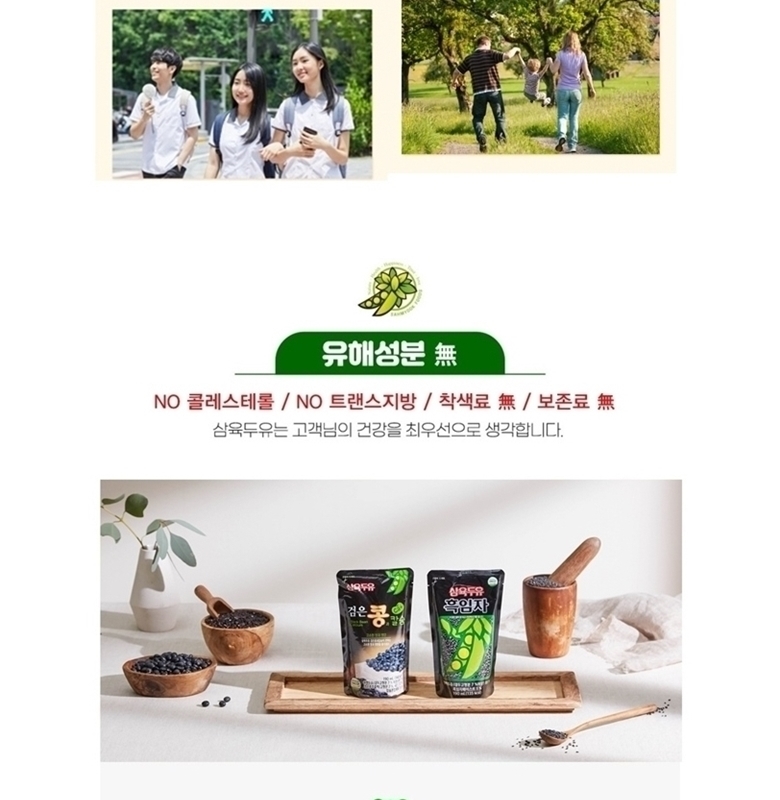 유해성분 無
NO 콜레스테롤 / NO 트랜스지방 / 착색료 無 / 보존료 無
삼육두유는 고객님의 건강을 최우선으로 생각합니다.
삼육두유
검은콩
삼육두유
흑임자